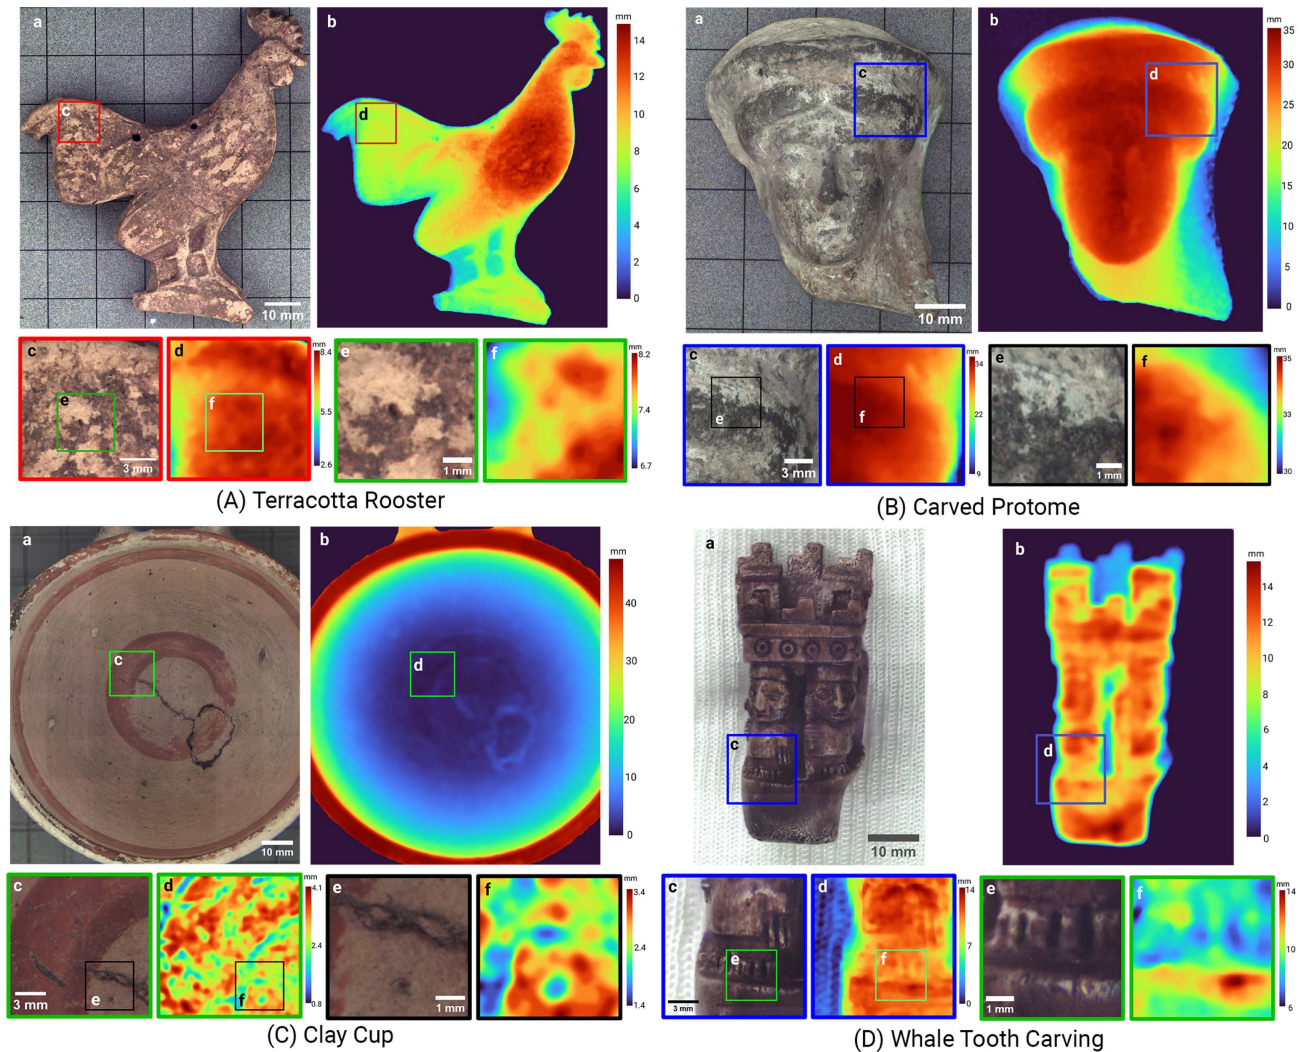 a
10 mm
b
mm
14
12
10
8
6
4
2
0
c
d
c
3 mm
e
d
f
mm
8.4
5.5
2.6
e
1 mm
f
mm
8.2
7.4
6.7
(A) Terracotta Rooster
a
c
10 mm
b
d
mm
35
30
25
20
15
10
5
0
c
e
3 mm
d
f
mm
34
22
9
e
1 mm
f
mm
35
33
30
(B) Carved Protome
a
c
10 mm
b
d
mm
40
30
20
10
0
c
3 mm
e
d
f
mm
4.1
2.4
0.8
e
1 mm
f
mm
3.4
2.4
1.4
(C) Clay Cup
a
c
10 mm
b
d
mm
14
12
10
8
6
4
2
0
c
e
3 mm
d
f
mm
14
7
0
e
1 mm
f
mm
14
10
6
(D) Whale Tooth Carving